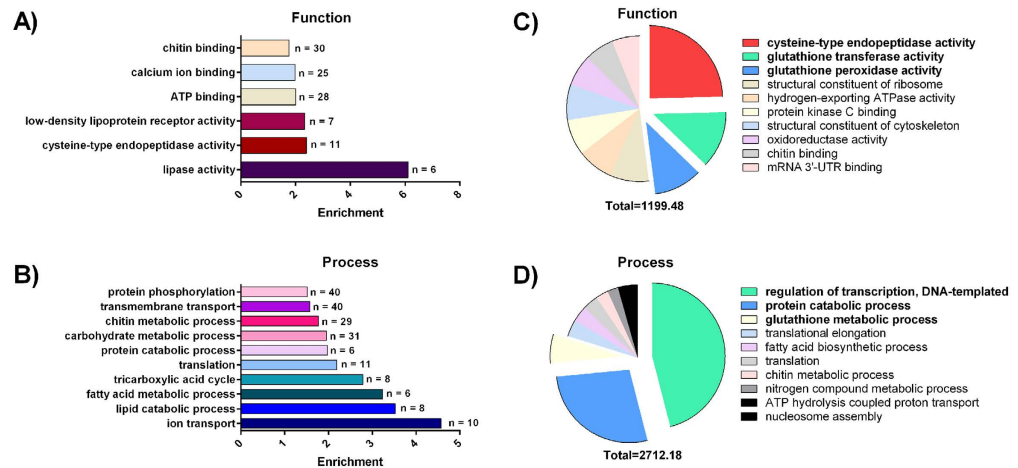 A)
Function
chitin binding
n = 30
calcium ion binding
n = 25
ATP binding
n = 28
low-density lipoprotein receptor activity
n = 7
cysteine-type endopeptidase activity
n = 11
lipase activity
n = 6
0
2
4
6
8
Enrichment
B)
Process
protein phosphorylation
n = 40
transmembrane transport
n = 40
chitin metabolic process
n = 29
carbohydrate metabolic process
n = 31
protein catabolic process
n = 6
translation
n = 11
tricarboxylic acid cycle
n = 8
fatty acid metabolic process
n = 6
lipid catabolic process
n = 8
ion transport
n = 10
0
1
2
3
4
5
Enrichment
C)
Function
cysteine-type endopeptidase activity
glutathione transferase activity
glutathione peroxidase activity
structural constituent of ribosome
hydrogen-exporting ATPase activity
protein kinase C binding
structural constituent of cytoskeleton
oxidoreductase activity
chitin binding
mRNA 3'-UTR binding
Total=1199.48
D)
Process
regulation of transcription, DNA-templated
protein catabolic process
glutathione metabolic process
translational elongation
fatty acid biosynthetic process
translation
chitin metabolic process
nitrogen compound metabolic process
ATP hydrolysis coupled proton transport
nucleosome assembly
Total=2712.18